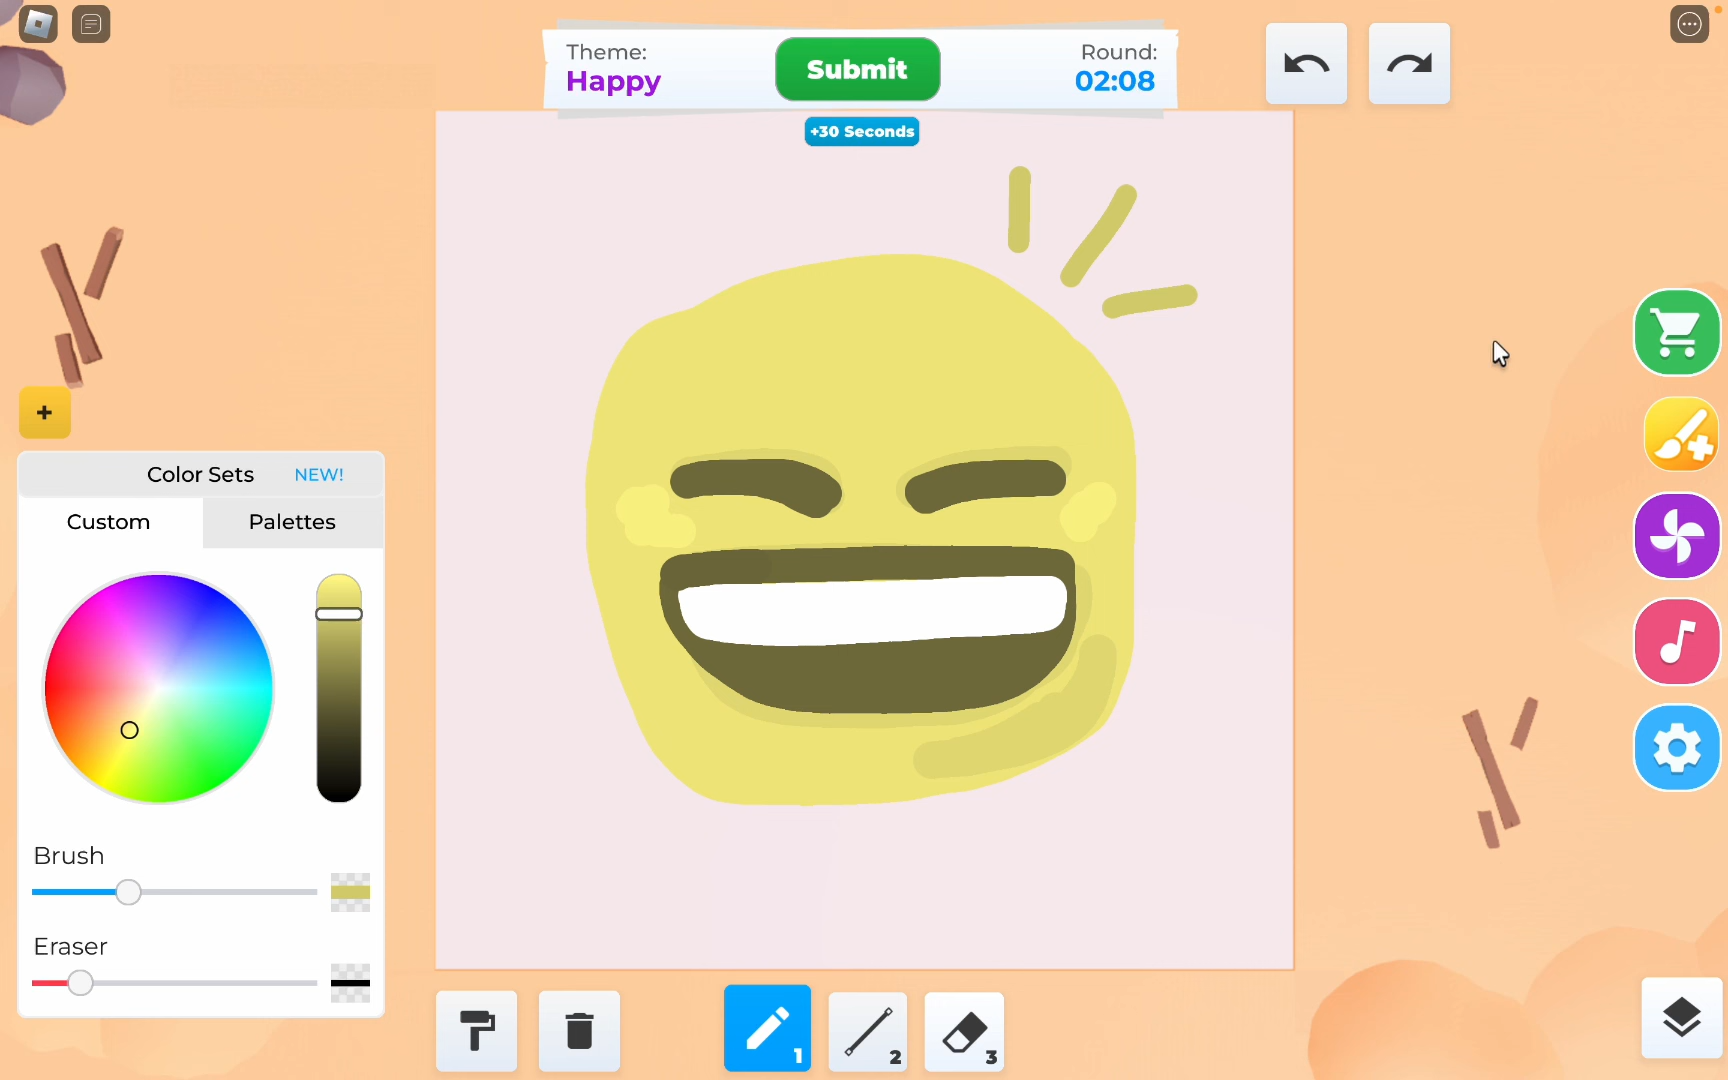 Theme:
Happy
Submit
Round:
02:08
+30 Seconds
+
Color Sets NEW!
Custom Palettes
Brush
Eraser
1
2
3